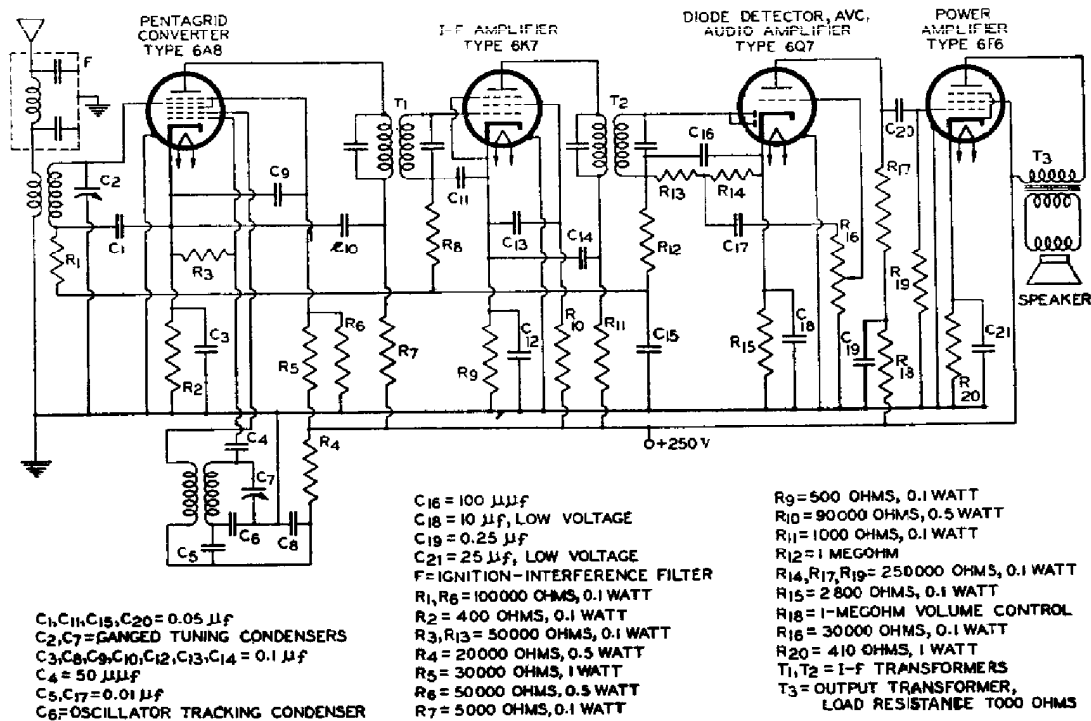 PENTAGRID
CONVERTER
TYPE 6A8
I-F AMPLIFIER
TYPE 6K7
DIODE DETECTOR, AVC,
AUDIO AMPLIFIER
TYPE 6Q7
POWER
AMPLIFIER
TYPE 6F6
F
T1
T2
C16
C20
T3
C2
C9
C11
R13
R14
R17
C1
C10
R8
C13
C14
R12
C17
R16
R1
R3
R19
SPEAKER
C3
R6
C12
R10
R11
C15
C18
C21
R2
R5
R7
R9
R15
C19
R18
R20
C4
R4
+250 V
C7
C6
C8
C5
C1,C11,C15,C20=0.05 µf
C2,C7=GANGED TUNING CONDENSERS
C3,C8,C9,C10,C12,C13,C14=0.1 µf
C4=50 µµf
C5,C17=0.01 µf
C6=OSCILLATOR TRACKING CONDENSER
C16=100 µµf
C18=10 µf, LOW VOLTAGE
C19=0.25 µf
C21=25 µf, LOW VOLTAGE
F=IGNITION-INTERFERENCE FILTER
R1,R6=100000 OHMS, 0.1 WATT
R2=400 OHMS, 0.1 WATT
R3,R13=50000 OHMS, 0.1 WATT
R4=20000 OHMS, 0.5 WATT
R5=30000 OHMS, 1 WATT
R6=50000 OHMS, 0.5 WATT
R7=5000 OHMS, 0.1 WATT
R9=500 OHMS, 0.1 WATT
R10=90000 OHMS, 0.5 WATT
R11=1000 OHMS, 0.1 WATT
R12=1 MEGOHM
R14,R17,R19=250000 OHMS, 0.1 WATT
R15=2800 OHMS, 0.1 WATT
R18=1-MEGOHM VOLUME CONTROL
R16=30000 OHMS, 0.1 WATT
R20=410 OHMS, 1 WATT
T1,T2=I-f TRANSFORMERS
T3=OUTPUT TRANSFORMER,
LOAD RESISTANCE 7000 OHMS